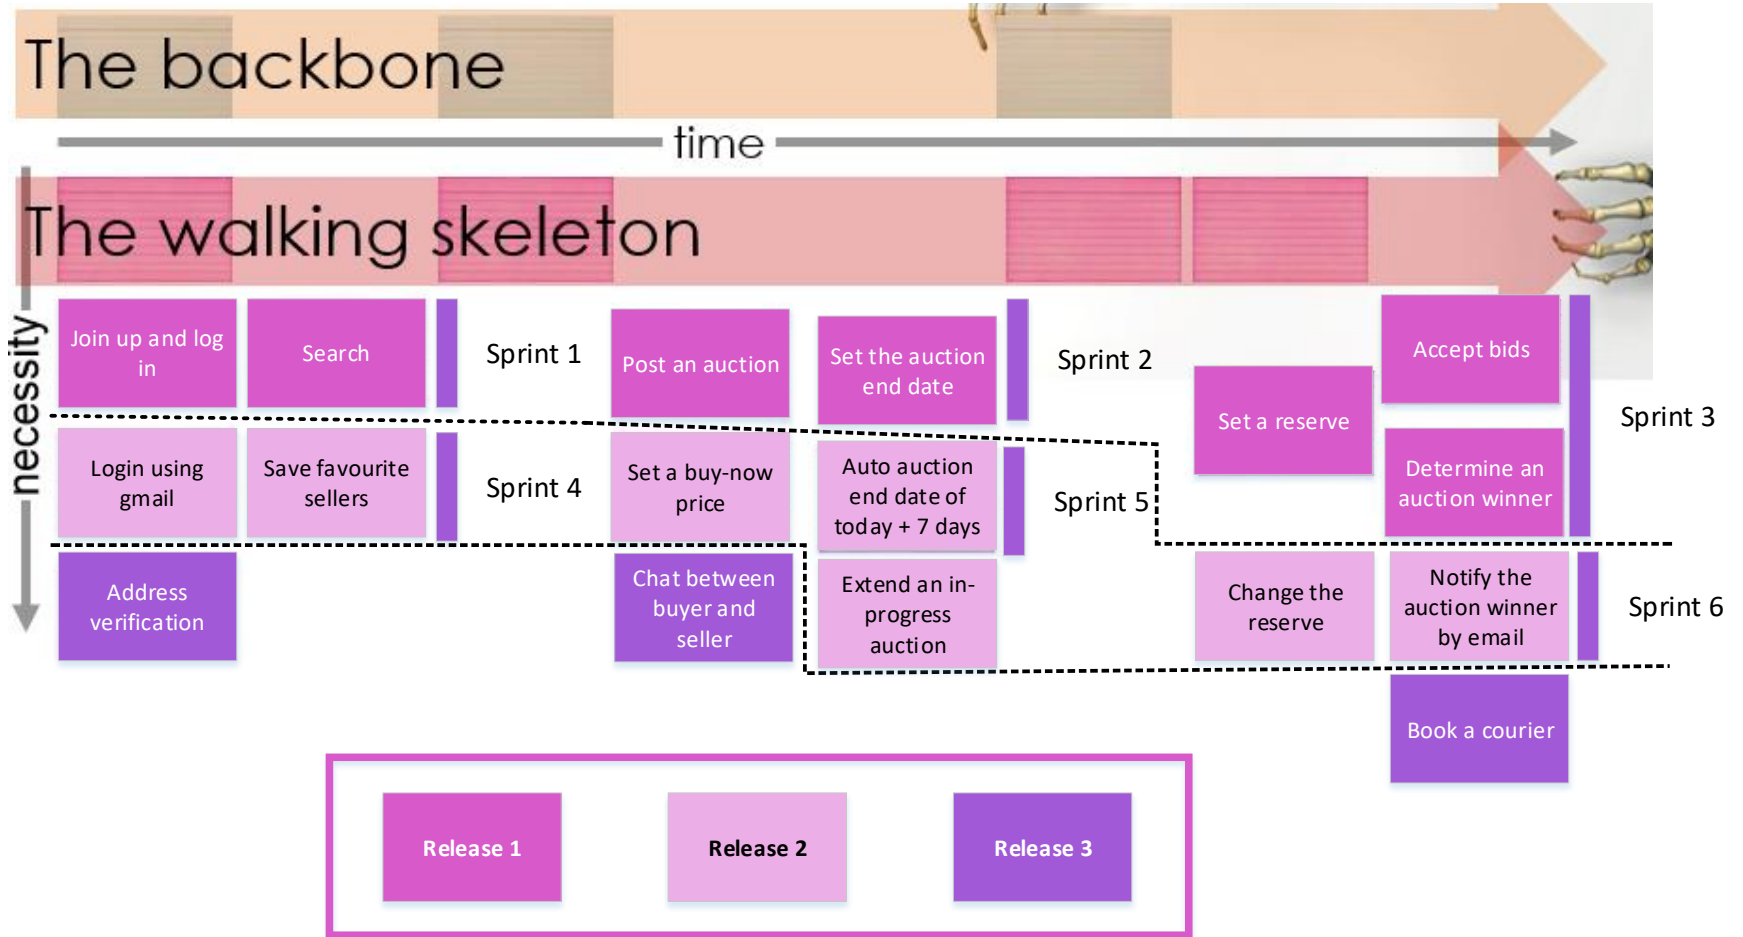 The backbone
time
The walking skeleton
necessity
Join up and log
in
Search
Sprint 1
Post an auction
Set the auction
end date
Sprint 2
Set a reserve
Accept bids
Determine an
auction winner
Sprint 3
Login using
gmail
Save favourite
sellers
Sprint 4
Set a buy-now
price
Auto auction
end date of
today + 7 days
Sprint 5
Address
verification
Chat between
buyer and
seller
Extend an in-
progress
auction
Change the
reserve
Notify the
auction winner
by email
Sprint 6
Book a courier
Release 1
Release 2
Release 3